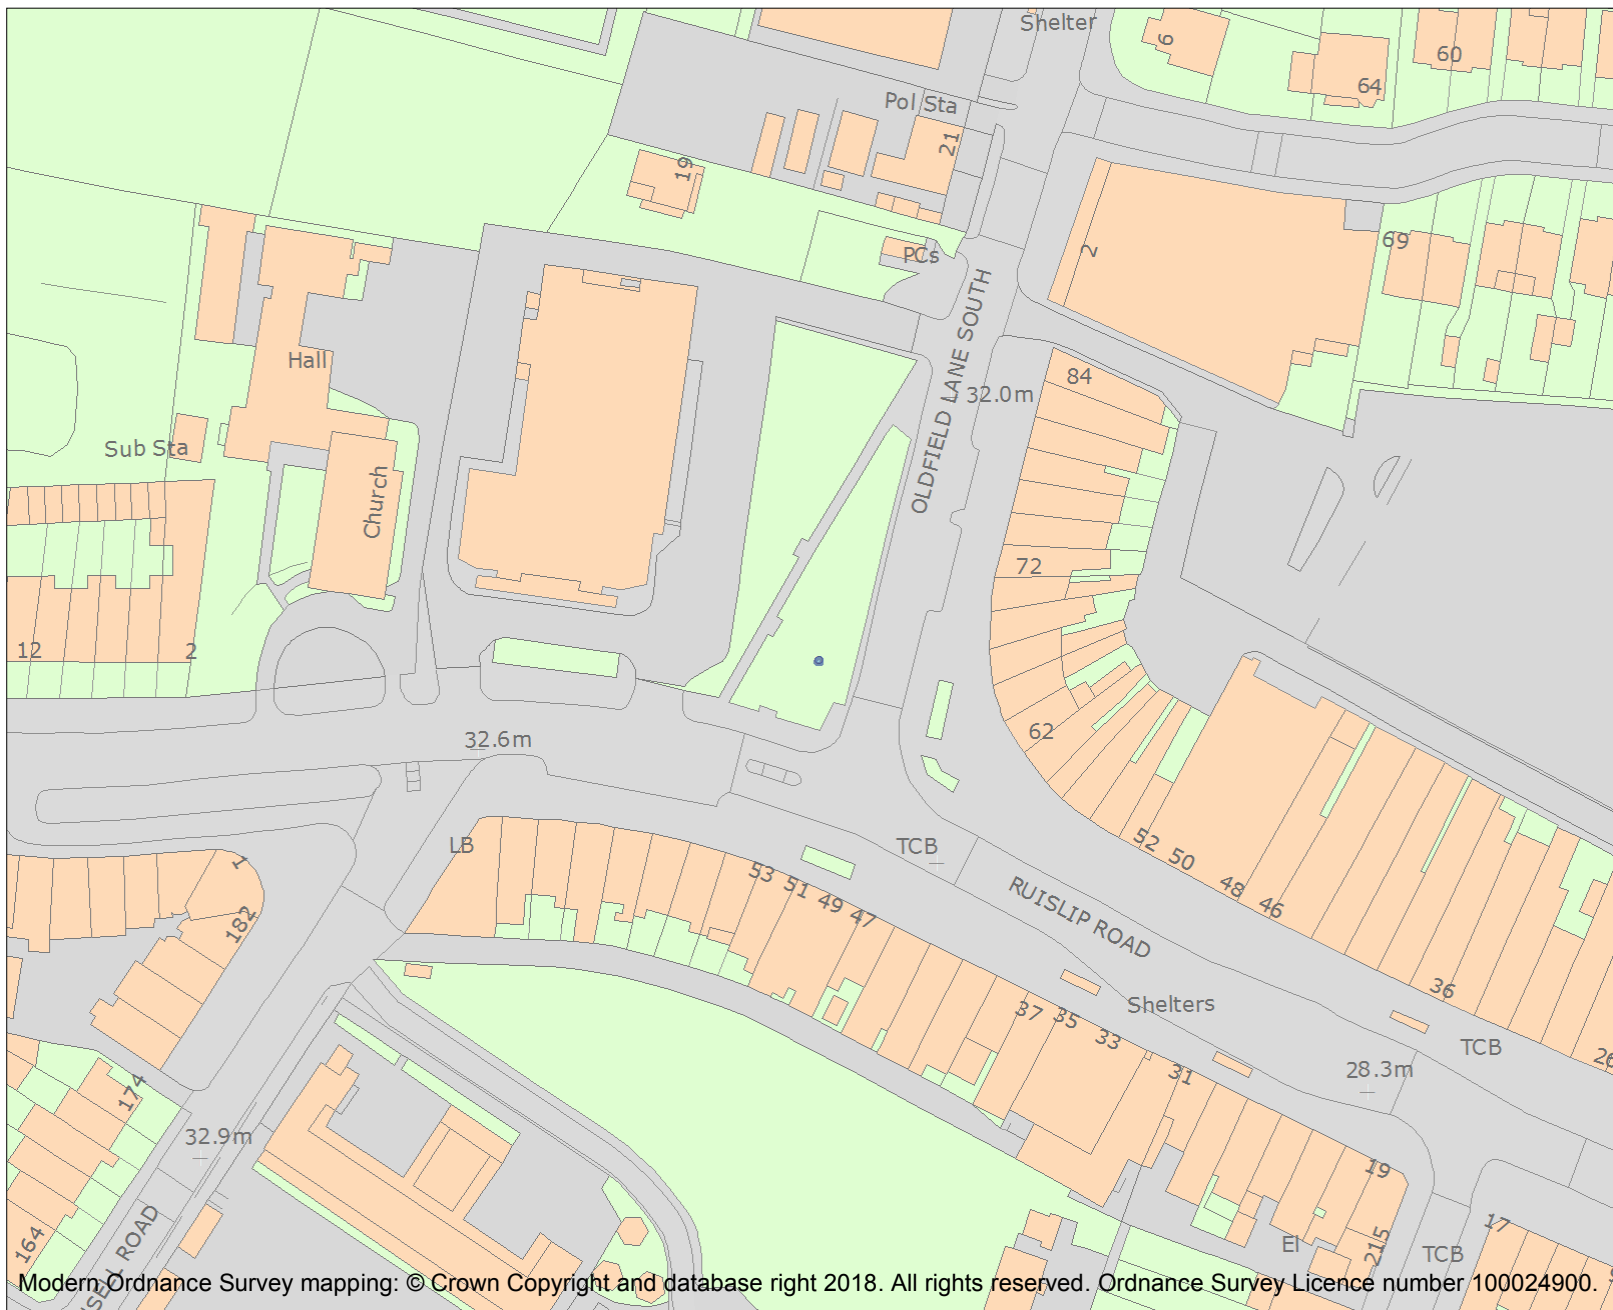 Shelter
6
60
64
Pol Sta
21
19
2
69
PCs
OLDFIELD LANE SOUTH
Hall
84
32.0m
Sub Sta
Church
72
12
2
62
32.6m
LB
TCB
52
50
48
46
1
182
53
51
49
47
RUISLIP ROAD
36
37
35
33
Shelters
TCB
26
31
28.3m
174
32.9m
19
17
164
SELL ROAD
El
215
TCB
Modern Ordnance Survey mapping: © Crown Copyright and database right 2018. All rights reserved. Ordnance Survey Licence number 100024900.